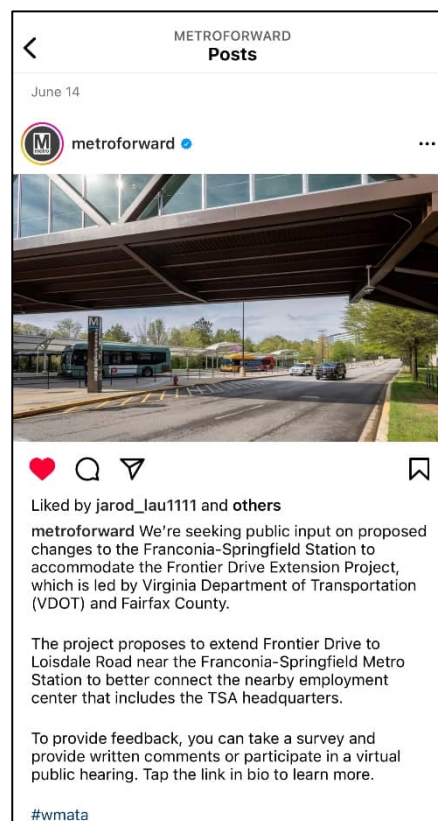 METROFORWARD
Posts
June 14
M
metro
metroforward
M
Liked by jarod_lau1111 and others
metroforward We’re seeking public input on proposed
changes to the Franconia-Springfield Station to
accommodate the Frontier Drive Extension Project,
which is led by Virginia Department of Transportation
(VDOT) and Fairfax County.
The project proposes to extend Frontier Drive to
Loisdale Road near the Franconia-Springfield Metro
Station to better connect the nearby employment
center that includes the TSA headquarters.
To provide feedback, you can take a survey and
provide written comments or participate in a virtual
public hearing. Tap the link in bio to learn more.
#wmata